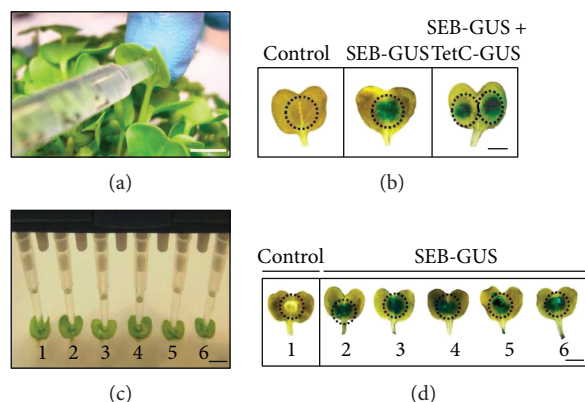 SEB-GUS +
Control SEB-GUS TetC-GUS
(a)
(b)
Control SEB-GUS
1 2 3 4 5 6
1 2 3 4 5 6
(c)
(d)